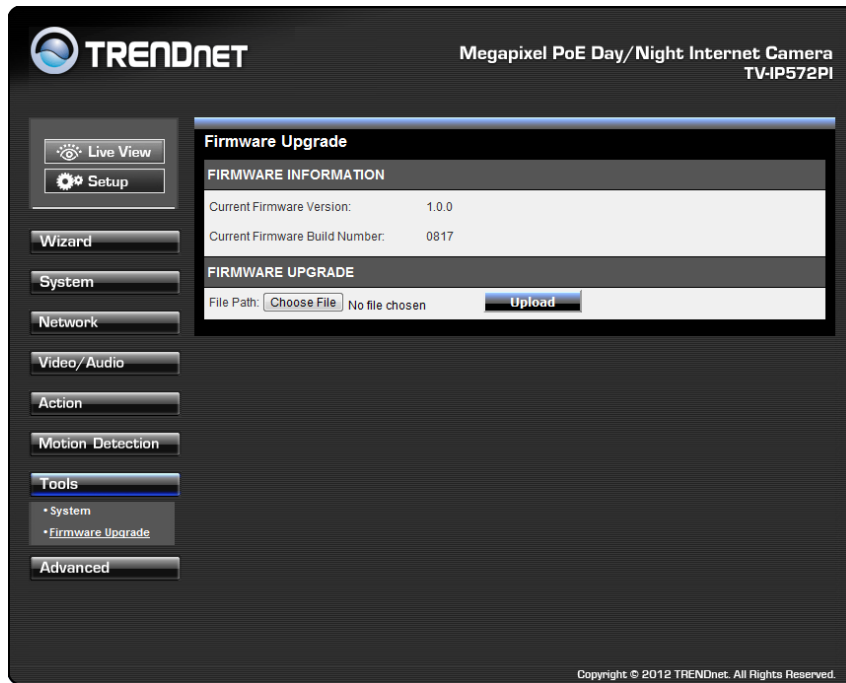 TRENDNET
Megapixel PoE Day/Night Internet Camera
TV-IP572PI
Live View
Setup
Wizard
System
Network
Video/Audio
Action
Motion Detection
Tools
• System
• Firmware Upgrade
Advanced
Firmware Upgrade
FIRMWARE INFORMATION
Current Firmware Version: 1.0.0
Current Firmware Build Number: 0817
FIRMWARE UPGRADE
File Path: Choose File No file chosen Upload
Copyright © 2012 TRENDnet. All Rights Reserved.